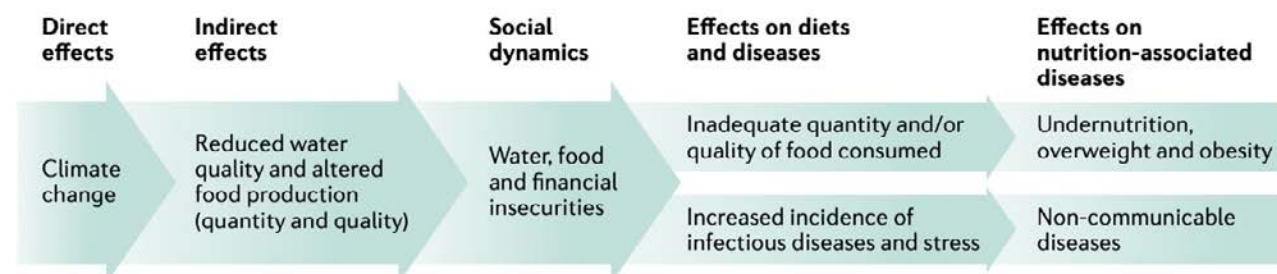 Direct
effects
Indirect
effects
Social
dynamics
Effects on diets
and diseases
Effects on
nutrition-associated
diseases
Climate
change
Reduced water
quality and altered
food production
(quantity and quality)
Water, food
and financial
insecurities
Inadequate quantity and/or
quality of food consumed
Undernutrition,
overweight and obesity
Increased incidence of
infectious diseases and stress
Non-communicable
diseases